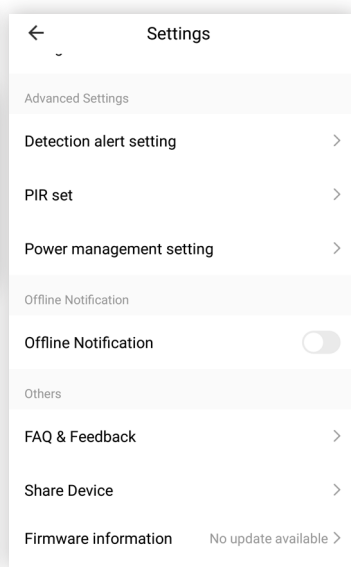 Settings
Advanced Settings
Detection alert setting
PIR set
Power management setting
Offline Notification
Offline Notification
Others
FAQ & Feedback
Share Device
Firmware information No update available